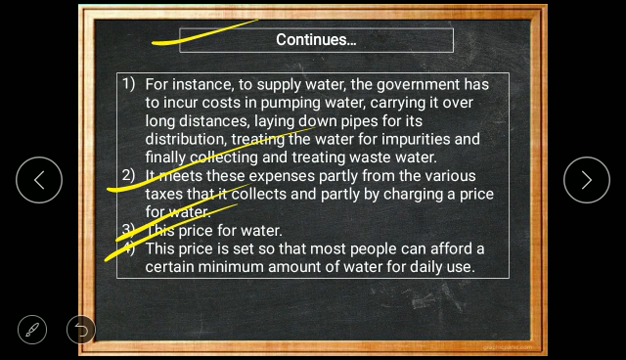 Continues...
1) For instance, to supply water, the government has
to incur costs in pumping water, carrying it over
long distances, laying down pipes for its
distribution, treating the water for impurities and
finally collecting and treating waste water.
2) It meets these expenses partly from the various
taxes that it collects and partly by charging a price
for water.
3) This price for water.
4) This price is set so that most people can afford a
certain minimum amount of water for daily use.